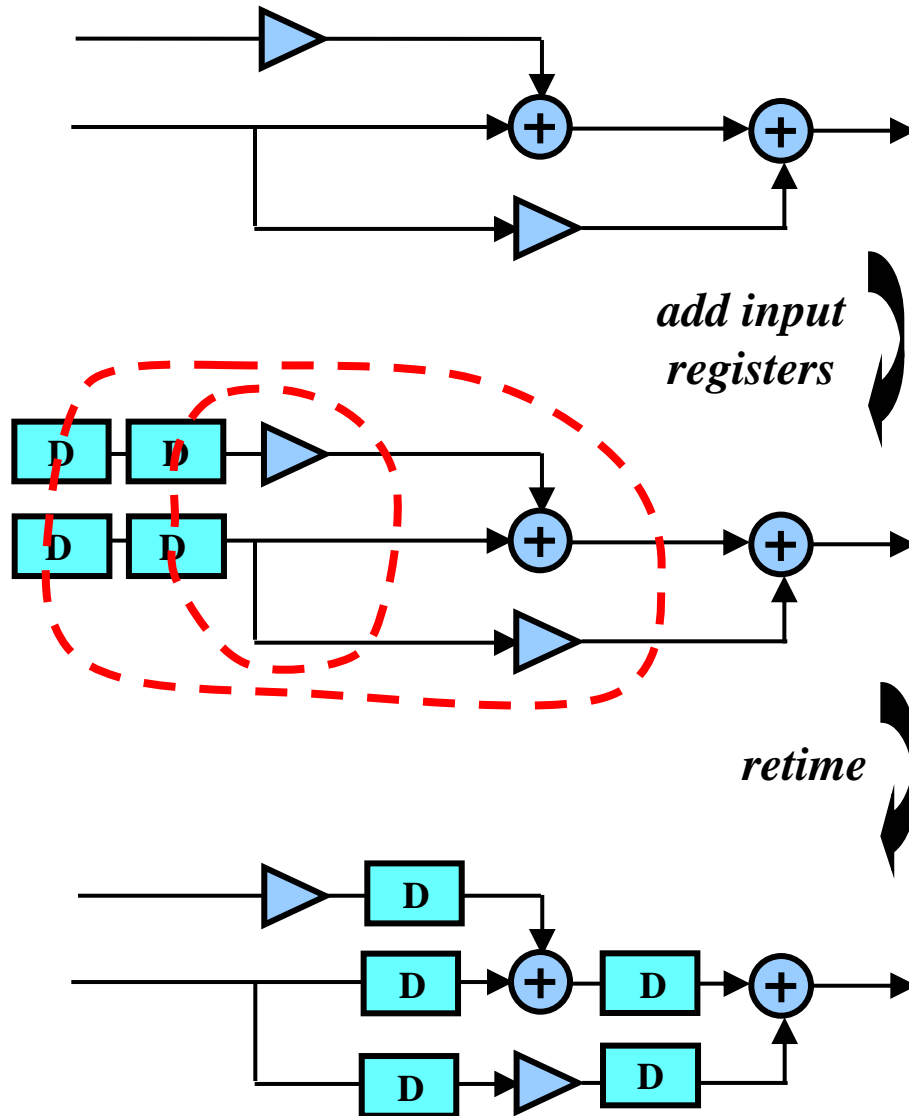 + +
add input
registers
D D
D D
+ +
retime
D
D + D +
D D